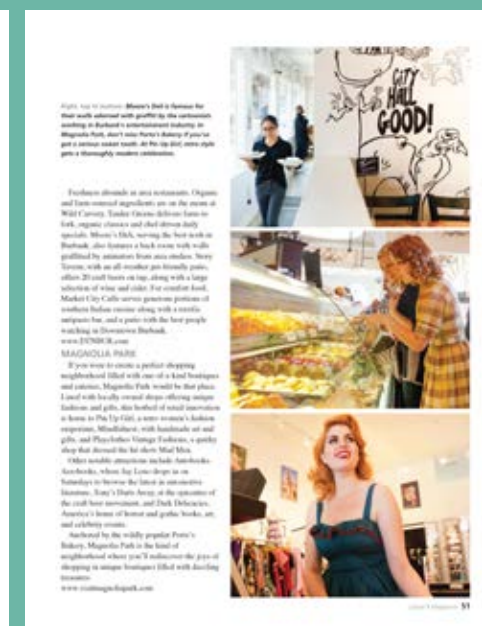 Right, top to bottom: Moore's Deli is famous for
their walls adorned with graffiti by the cartoonists
working in Burbank's entertainment industry. In
Magnolia Park, don't miss Porto's Bakery if you've
got a serious sweet tooth. At Pin Up Girl, retro style
gets a thoroughly modern celebration.
CITY
HALL
GOOD!
Freshness abounds in area restaurants. Organic
and farm-sourced ingredients are on the menu at
Wild Carvery. Tender Greens delivers farm-to-
fork, organic classics and chef-driven daily
specials. Moore's Deli, serving the best nosh in
Burbank, also features a back room with walls
graffitied by animators from area studios. Story
Tavern, with an all-weather pet-friendly patio,
offers 20 craft beers on tap, along with a large
selection of wine and cider. For comfort food,
Market City Caffe serves generous portions of
southern Italian cuisine along with a terrific
antipasto bar, and a patio with the best people
watching in Downtown Burbank.
www.DTNBUR.com
MAGNOLIA PARK
If you were to create a perfect shopping
neighborhood filled with one-of-a-kind boutiques
and eateries, Magnolia Park would be that place.
Lined with locally owned shops offering unique
fashions and gifts, this hotbed of retail innovation
is home to Pin Up Girl, a retro women's fashion
emporium, Mindfulnest, with handmade art and
gifts, and Playclothes Vintage Fashions, a quirky
shop that dressed the hit show Mad Men.
Other notable attractions include Autobooks-
Aerobooks, where Jay Leno drops in on
Saturdays to browse the latest in automotive
literature, Tony's Darts Away, at the epicenter of
the craft beer movement, and Dark Delicacies,
America's home of horror and gothic books, art,
and celebrity events.
Anchored by the wildly popular Porto's
Bakery, Magnolia Park is the kind of
neighborhood where you'll rediscover the joys of
shopping in unique boutiques filled with dazzling
treasures.
www.visitmagnoliapark.com
Magazine 51